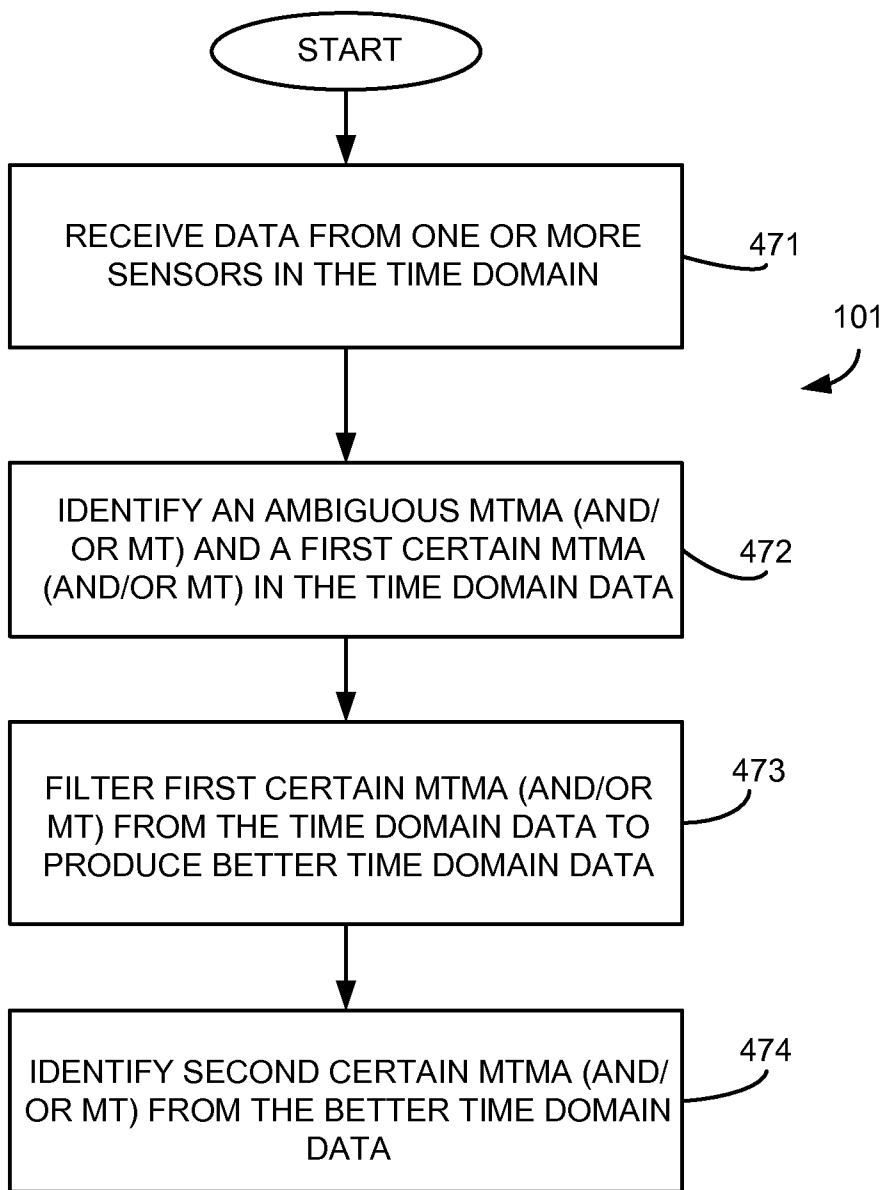 START
RECEIVE DATA FROM ONE OR MORE
SENSORS IN THE TIME DOMAIN
471
101
IDENTIFY AN AMBIGUOUS MTMA (AND/
OR MT) AND A FIRST CERTAIN MTMA
(AND/OR MT) IN THE TIME DOMAIN DATA
472
FILTER FIRST CERTAIN MTMA (AND/OR
MT) FROM THE TIME DOMAIN DATA TO
PRODUCE BETTER TIME DOMAIN DATA
473
IDENTIFY SECOND CERTAIN MTMA (AND/
OR MT) FROM THE BETTER TIME DOMAIN
DATA
474